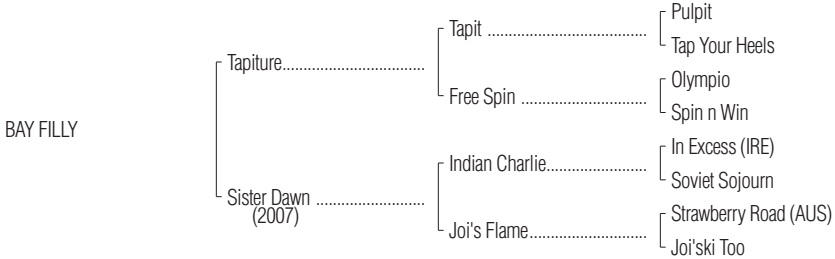 Pulpit
Tapit ......................................
Tap Your Heels
Tapiture..................................
Olympio
Free Spin ..............................
Spin n Win
BAY FILLY
In Excess (IRE)
Indian Charlie........................
Soviet Sojourn
Sister Dawn ..........................
(2007)
Strawberry Road (AUS)
Joi's Flame............................
Joi'ski Too